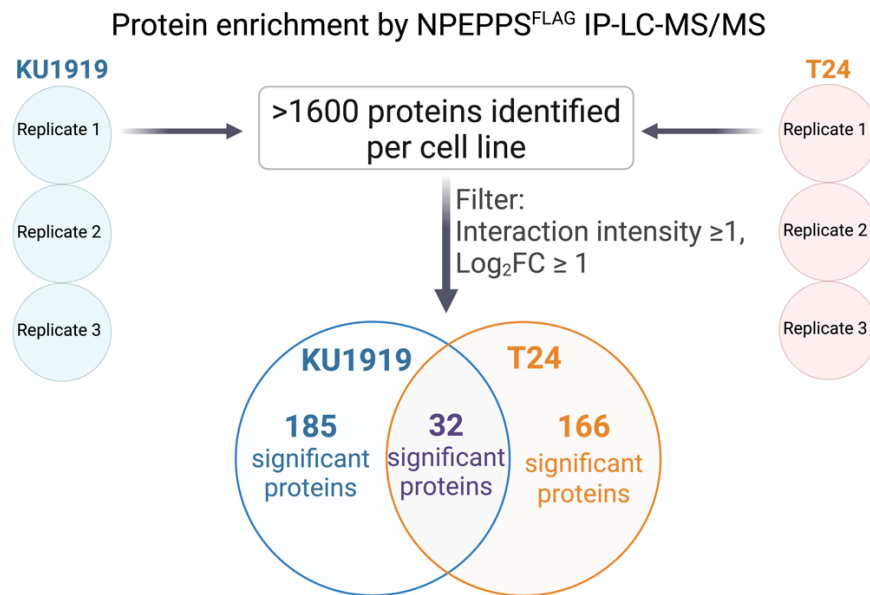 Protein enrichment by NPEPPS^FLAG IP-LC-MS/MS
KU1919
T24
Replicate 1
Replicate 2
Replicate 3
>1600 proteins identified
per cell line
Replicate 1
Replicate 2
Replicate 3
Filter:
Interaction intensity ≥1,
Log₂FC ≥ 1
KU1919
T24
185
significant
proteins
32
significant
proteins
166
significant
proteins